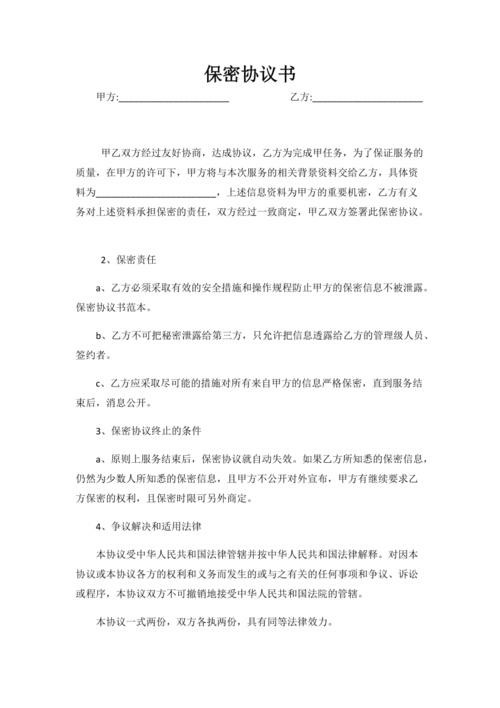 保密协议书
甲方:______________________ 乙方:______________________
甲乙双方经过友好协商，达成协议，乙方为完成甲任务，为了保证服务的
质量，在甲方的许可下，甲方将与本次服务的相关背景资料交给乙方，具体资
料为________________________，上述信息资料为甲方的重要机密，乙方有义
务对上述资料承担保密的责任，双方经过一致商定，甲乙双方签署此保密协议。
2、保密责任
a、乙方必须采取有效的安全措施和操作规程防止甲方的保密信息不被泄露。
保密协议书范本。
b、乙方不可把秘密泄露给第三方，只允许把信息透露给乙方的管理级人员、
签约者。
c、乙方应采取尽可能的措施对所有来自甲方的信息严格保密，直到服务结
束后，消息公开。
3、保密协议终止的条件
a、原则上服务结束后，保密协议就自动失效。如果乙方所知悉的保密信息，
仍然为少数人所知悉的保密信息，且甲方不公开对外宣布，甲方有继续要求乙
方保密的权利，且保密时限可另外商定。
4、争议解决和适用法律
本协议受中华人民共和国法律管辖并按中华人民共和国法律解释。对因本
协议或本协议各方的权利和义务而发生的或与之有关的任何事项和争议、诉讼
或程序，本协议双方不可撤销地接受中华人民共和国法院的管辖。
本协议一式两份，双方各执两份，具有同等法律效力。